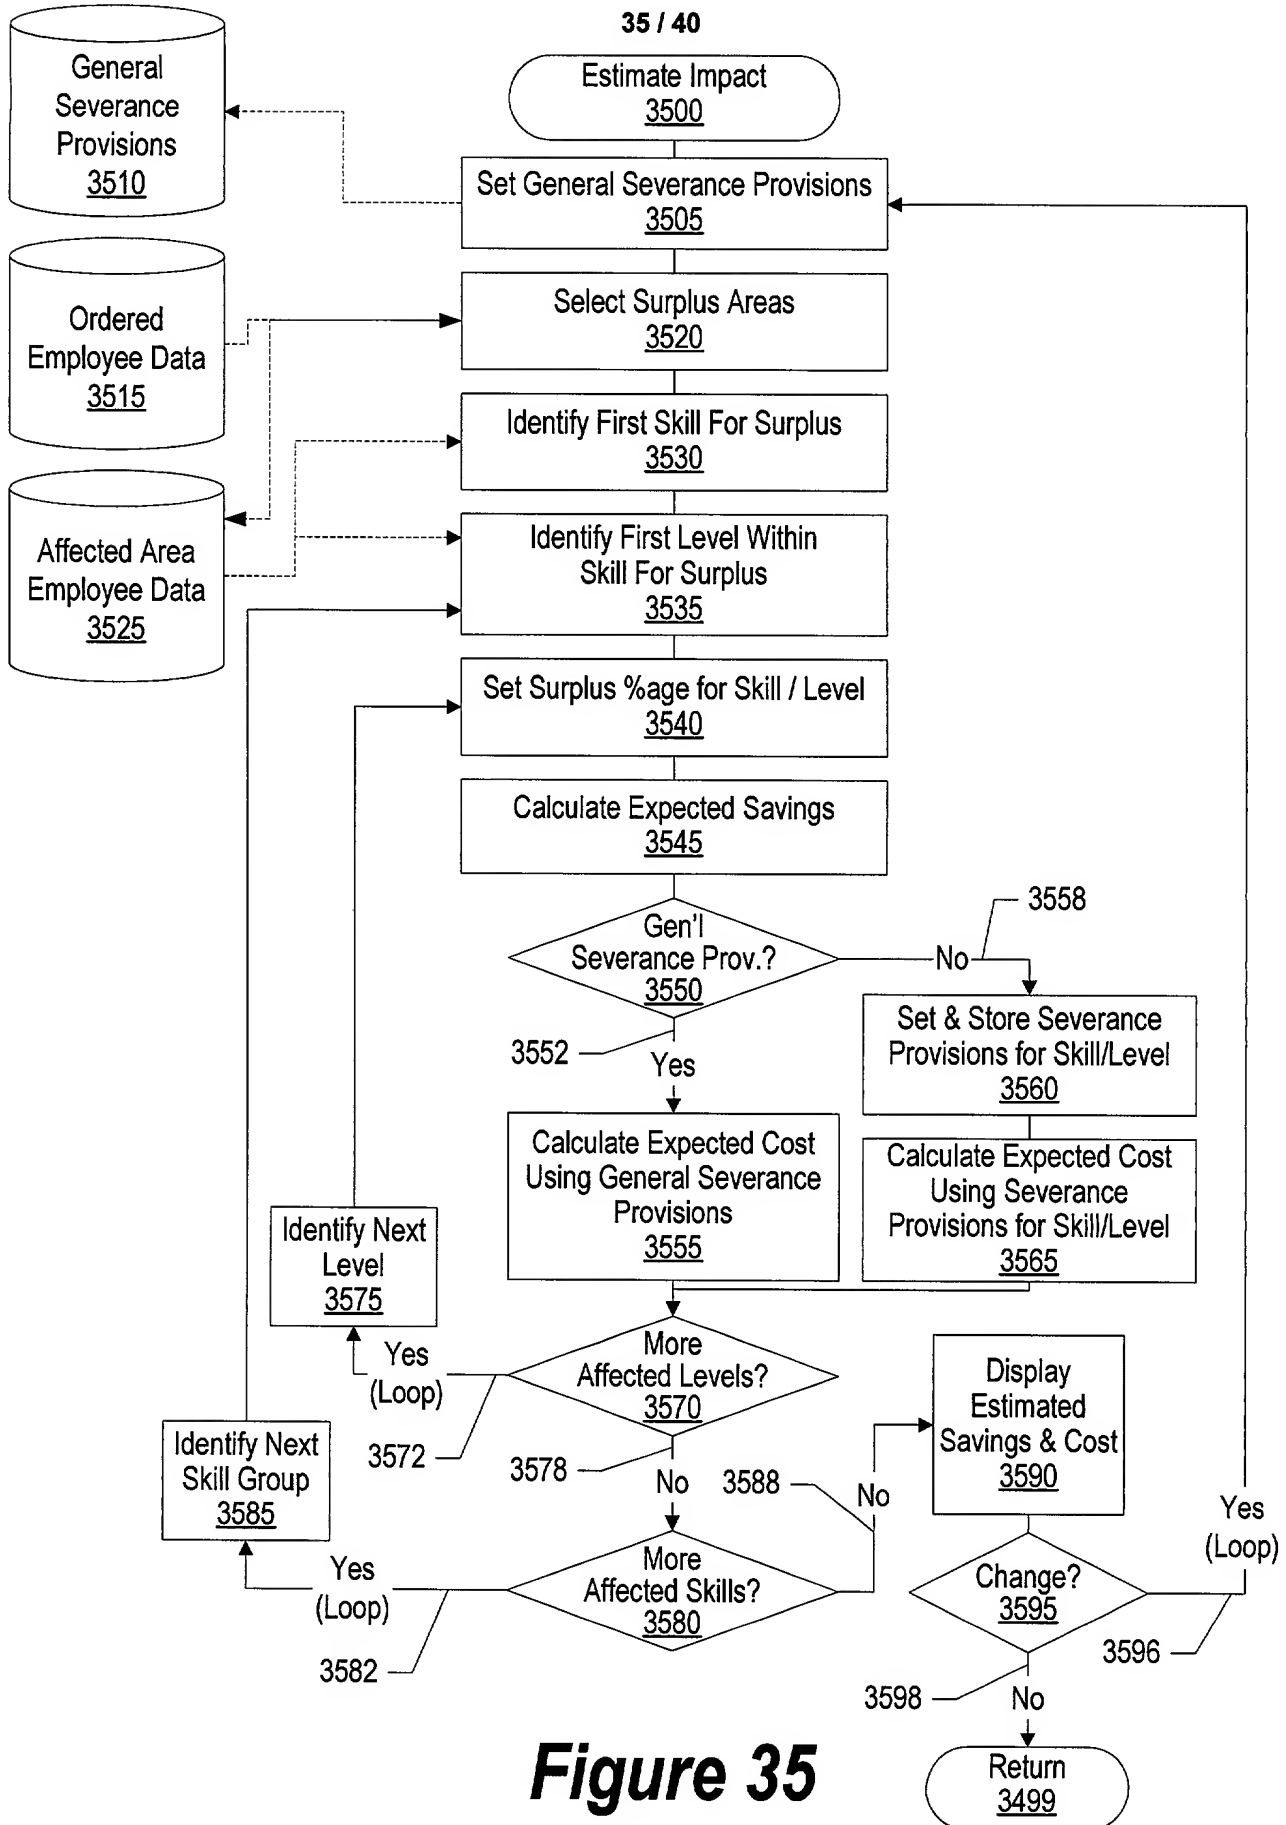 35 / 40
General
Severance
Provisions
3510
Estimate Impact
3500
Set General Severance Provisions
3505
Ordered
Employee Data
3515
Select Surplus Areas
3520
Identify First Skill For Surplus
3530
Affected Area
Employee Data
3525
Identify First Level Within
Skill For Surplus
3535
Set Surplus %age for Skill / Level
3540
Calculate Expected Savings
3545
Gen'l
Severance Prov.?
3550
No
3558
3552
Yes
Set & Store Severance
Provisions for Skill/Level
3560
Calculate Expected Cost
Using General Severance
Provisions
3555
Calculate Expected Cost
Using Severance
Provisions for Skill/Level
3565
Identify Next
Level
3575
More
Affected Levels?
3570
Yes
(Loop)
3572
3578
No
Identify Next
Skill Group
3585
More
Affected Skills?
3580
Yes
(Loop)
3582
3588
No
Display
Estimated
Savings & Cost
3590
Change?
3595
Yes
(Loop)
3596
3598
No
Return
3499
Figure 35